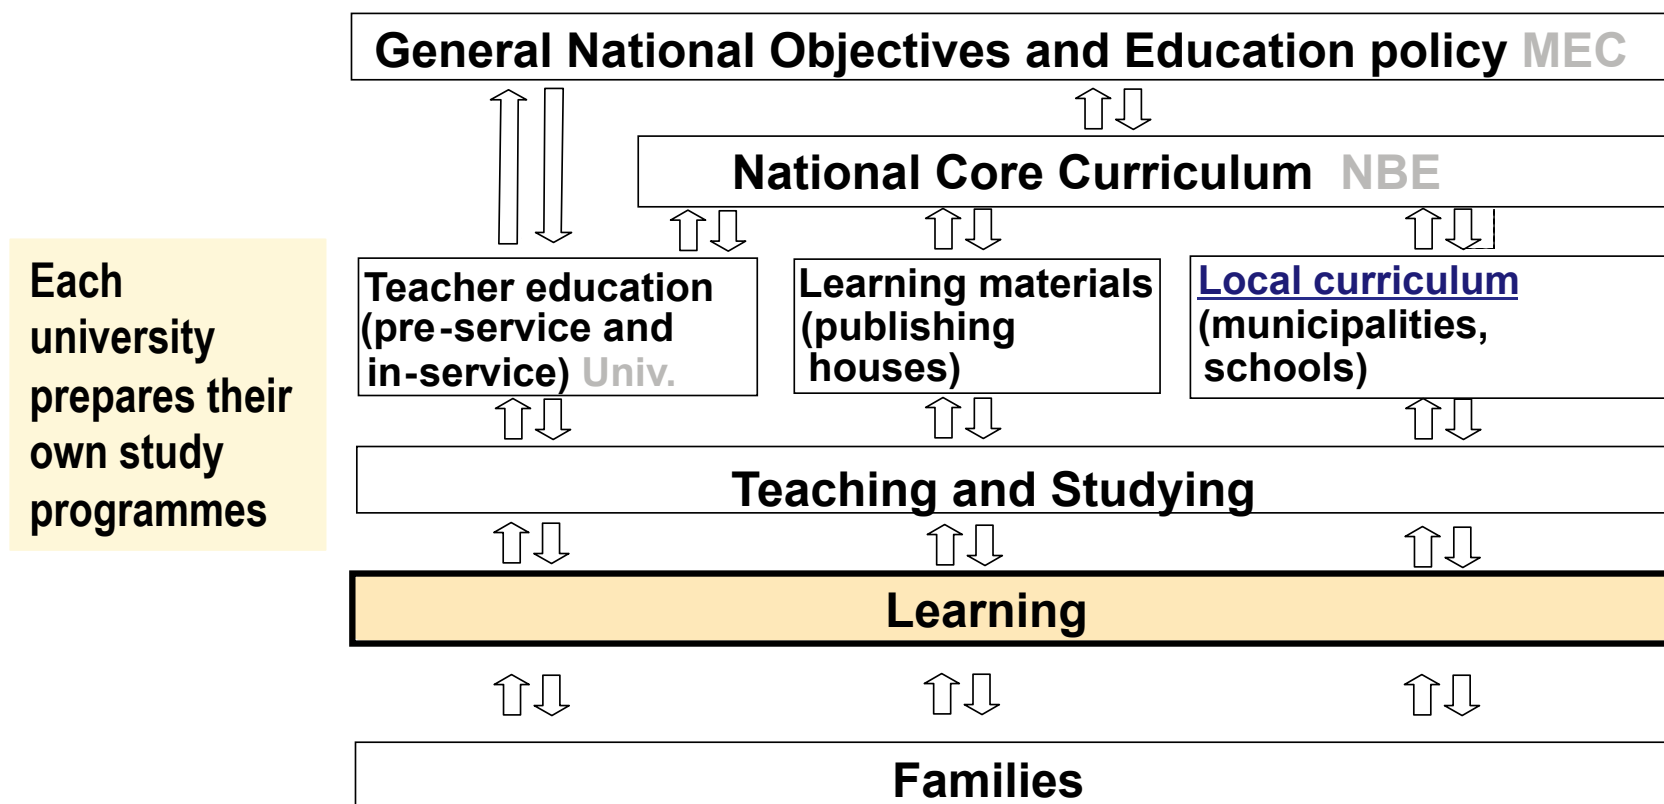 General National Objectives and Education policy MEC
National Core Curriculum NBE
Each
university
prepares their
own study
programmes
Teacher education
(pre-service and
in-service) Univ.
Learning materials
(publishing
houses)
Local curriculum
(municipalities,
schools)
Teaching and Studying
Learning
Families